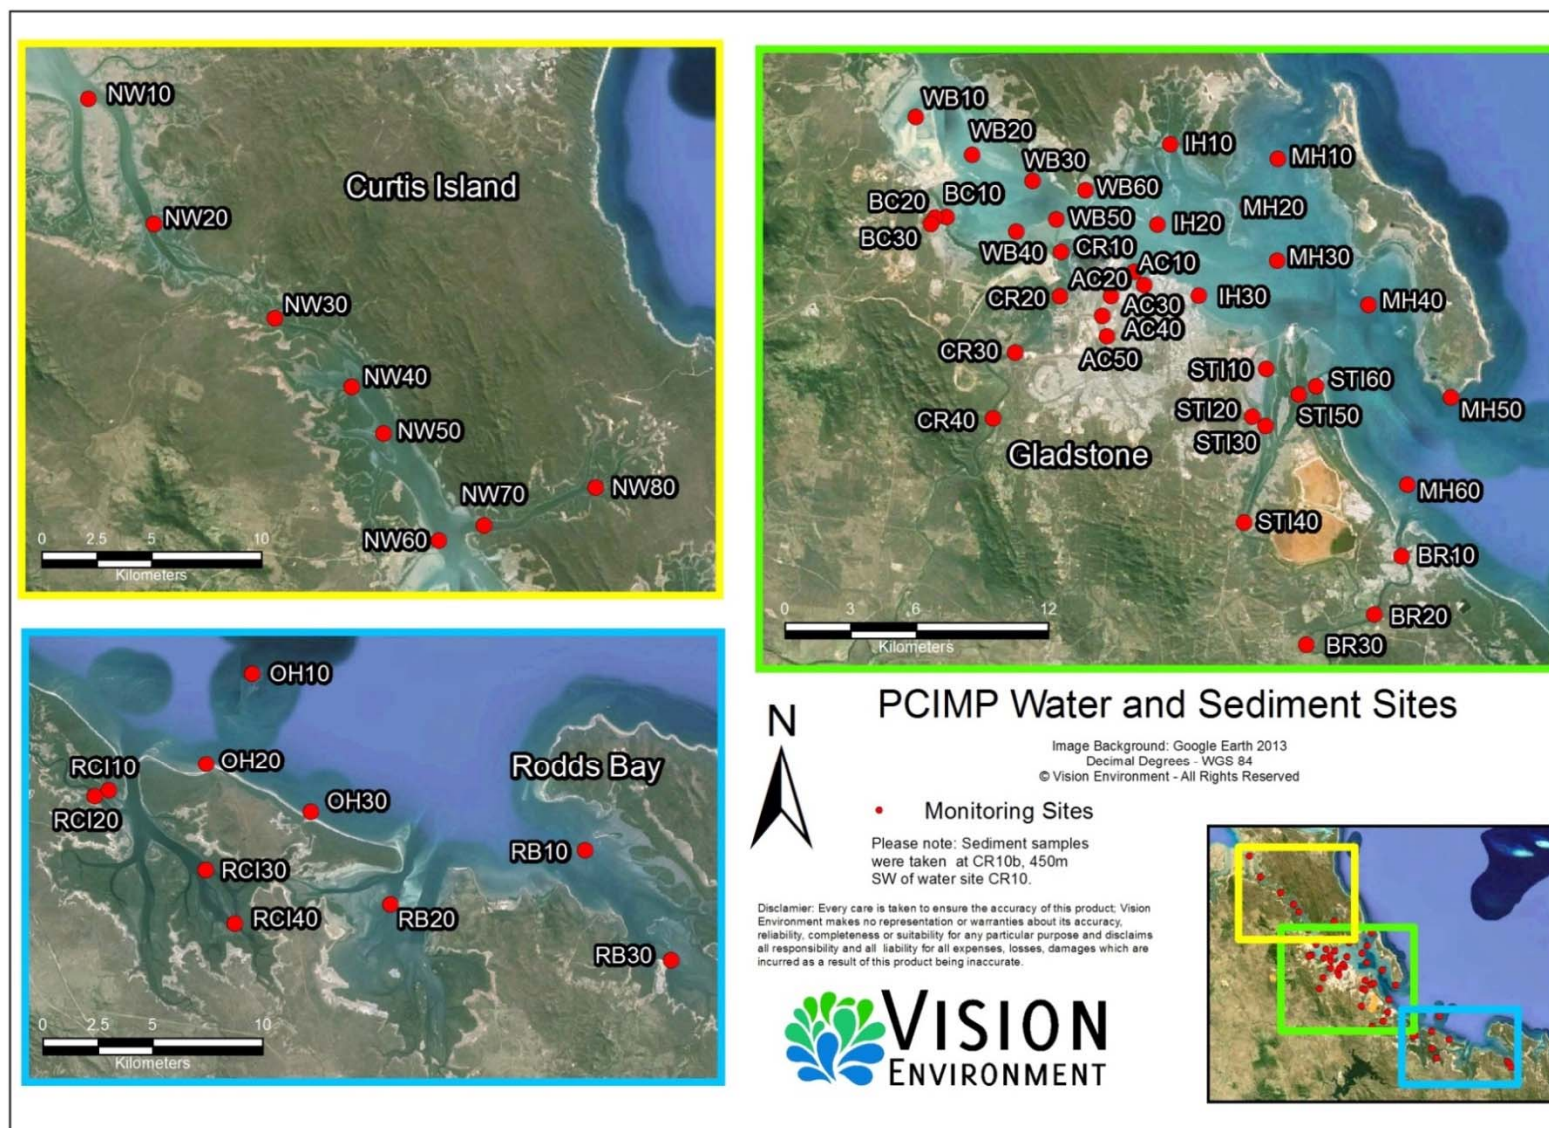 NW10
Curtis Island
NW20
NW30
NW40
NW50
NW80
NW70
NW60
0 2.5 5 10
Kilometers
WB10
WB20
IH10
MH10
WB30
WB60
BC10
BC20
MH20
WB50
IH20
BC30
CR10
WB40
MH30
AC10
AC20
CR20
IH30
AC30
MH40
AC40
CR30
AC50
STI10
STI60
MH50
STI20
STI50
CR40
STI30
Gladstone
MH60
STI40
BR10
BR20
BR30
0 3 6 12
Kilometers
OH10
OH20
Rodds Bay
RCI10
OH30
RCI20
RB10
RCI30
RCI40
RB20
RB30
0 2.5 5 10
Kilometers
N
PCIMP Water and Sediment Sites
Image Background: Google Earth 2013
Decimal Degrees - WGS 84
© Vision Environment - All Rights Reserved
Monitoring Sites
Please note: Sediment samples
were taken at CR10b, 450m
SW of water site CR10.
Disclamier: Every care is taken to ensure the accuracy of this product; Vision
Environment makes no representation or warranties about its accuracy,
reliability, completeness or suitability for any particular purpose and disclaims
all responsibility and all liability for all expenses, losses, damages which are
incurred as a result of this product being inaccurate.
VISION
ENVIRONMENT